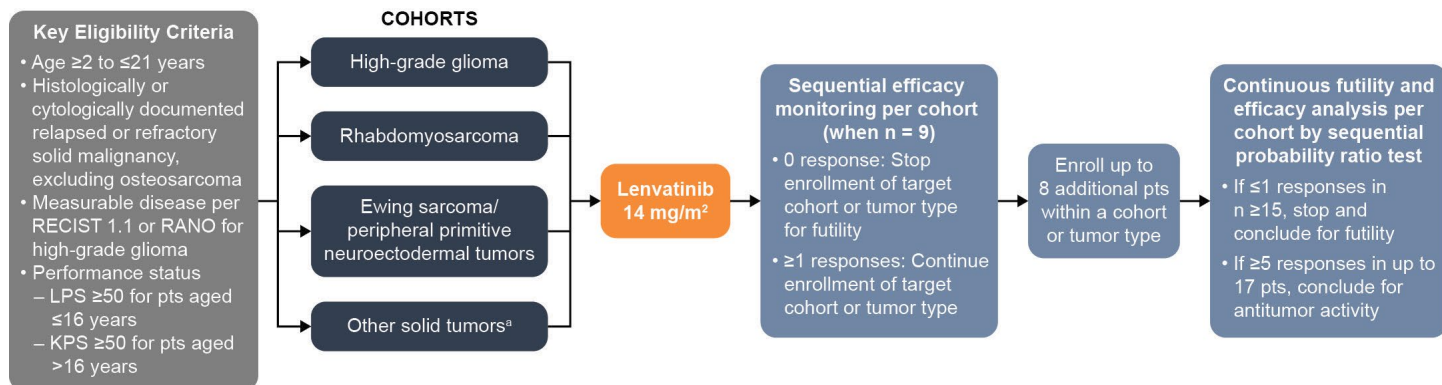 Key Eligibility Criteria
• Age ≥2 to ≤21 years
• Histologically or
cytologically documented
relapsed or refractory
solid malignancy,
excluding osteosarcoma
• Measurable disease per
RECIST 1.1 or RANO for
high-grade glioma
• Performance status
– LPS ≥50 for pts aged
≤16 years
– KPS ≥50 for pts aged
>16 years
COHORTS
High-grade glioma
Rhabdomyosarcoma
Ewing sarcoma/
peripheral primitive
neuroectodermal tumors
Other solid tumorsᵃ
Lenvatinib
14 mg/m²
Sequential efficacy
monitoring per cohort
(when n = 9)
• 0 response: Stop
enrollment of target
cohort or tumor type
for futility
• ≥1 responses: Continue
enrollment of target
cohort or tumor type
Enroll up to
8 additional pts
within a cohort
or tumor type
Continuous futility and
efficacy analysis per
cohort by sequential
probability ratio test
• If ≤1 responses in
n ≥15, stop and
conclude for futility
• If ≥5 responses in up to
17 pts, conclude for
antitumor activity